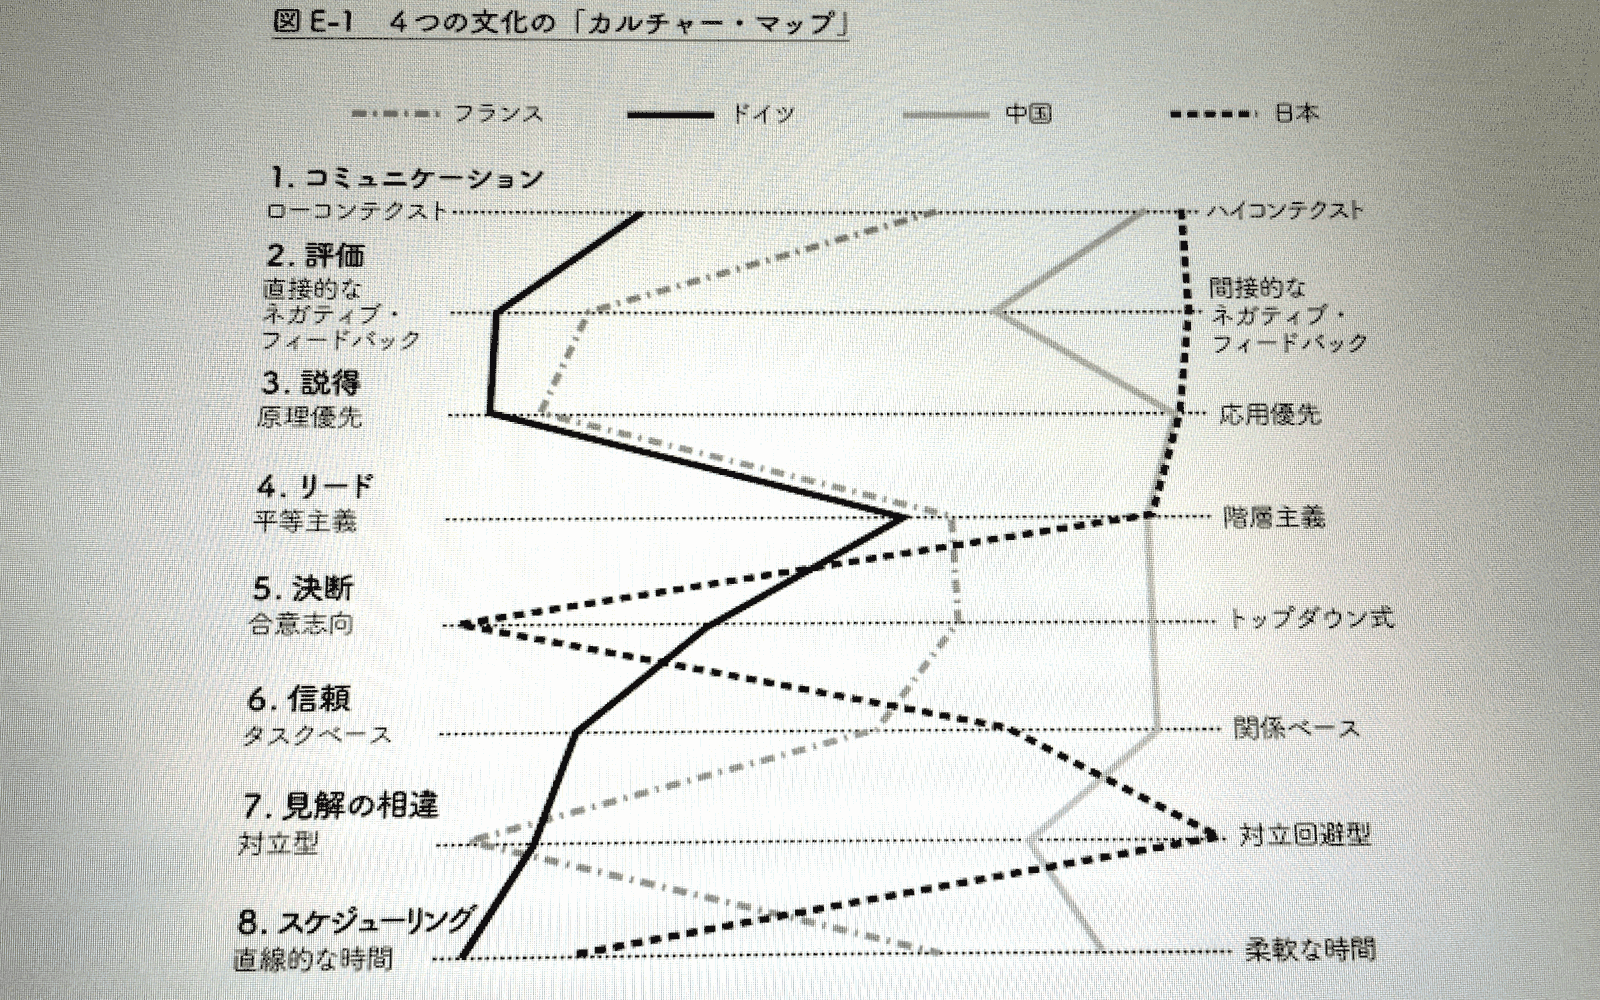 図 E-1　4つの文化の「カルチャー・マップ」
フランス　ドイツ　中国　日本
1. コミュニケーション
ローコンテクスト　ハイコンテクスト
2. 評価
直接的な　間接的な
ネガティブ・　ネガティブ・
フィードバック　フィードバック
3. 説得
原理優先　応用優先
4. リード
平等主義　階層主義
5. 決断
合意志向　トップダウン式
6. 信頼
タスクベース　関係ベース
7. 見解の相違
対立型　対立回避型
8. スケジューリング
直線的な時間　柔軟な時間